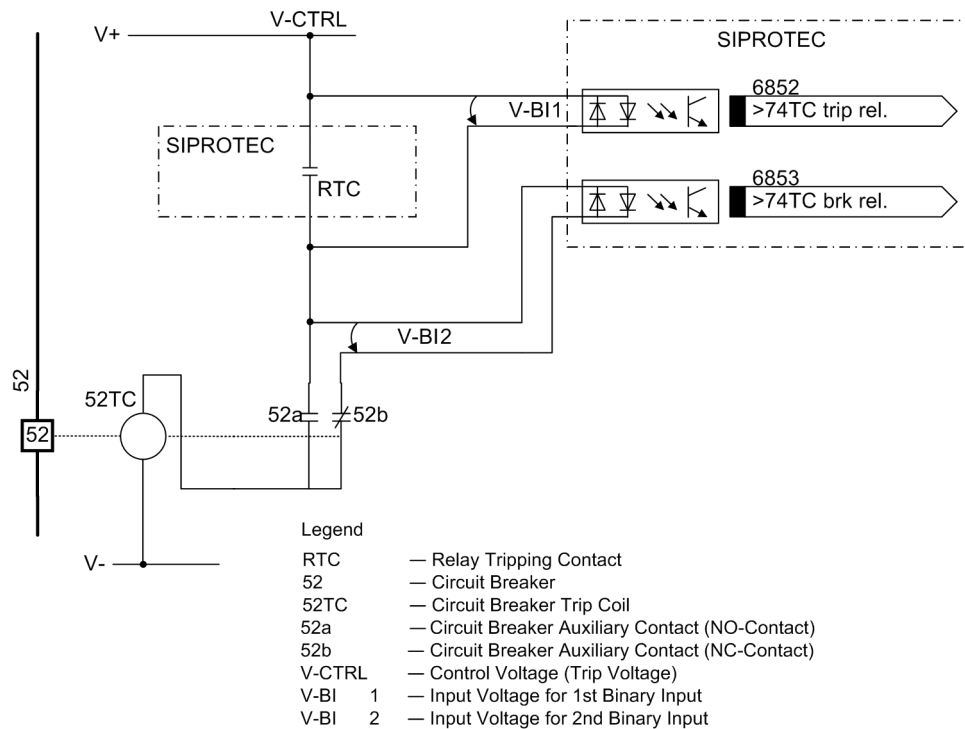 V-CTRL
V+
SIPROTEC
6852
V-BI1
>74TC trip rel.
SIPROTEC
RTC
6853
>74TC brk rel.
V-BI2
52
52TC
52a
52b
52
V-
Legend
RTC — Relay Tripping Contact
52 — Circuit Breaker
52TC — Circuit Breaker Trip Coil
52a — Circuit Breaker Auxiliary Contact (NO-Contact)
52b — Circuit Breaker Auxiliary Contact (NC-Contact)
V-CTRL — Control Voltage (Trip Voltage)
V-BI 1 — Input Voltage for 1st Binary Input
V-BI 2 — Input Voltage for 2nd Binary Input